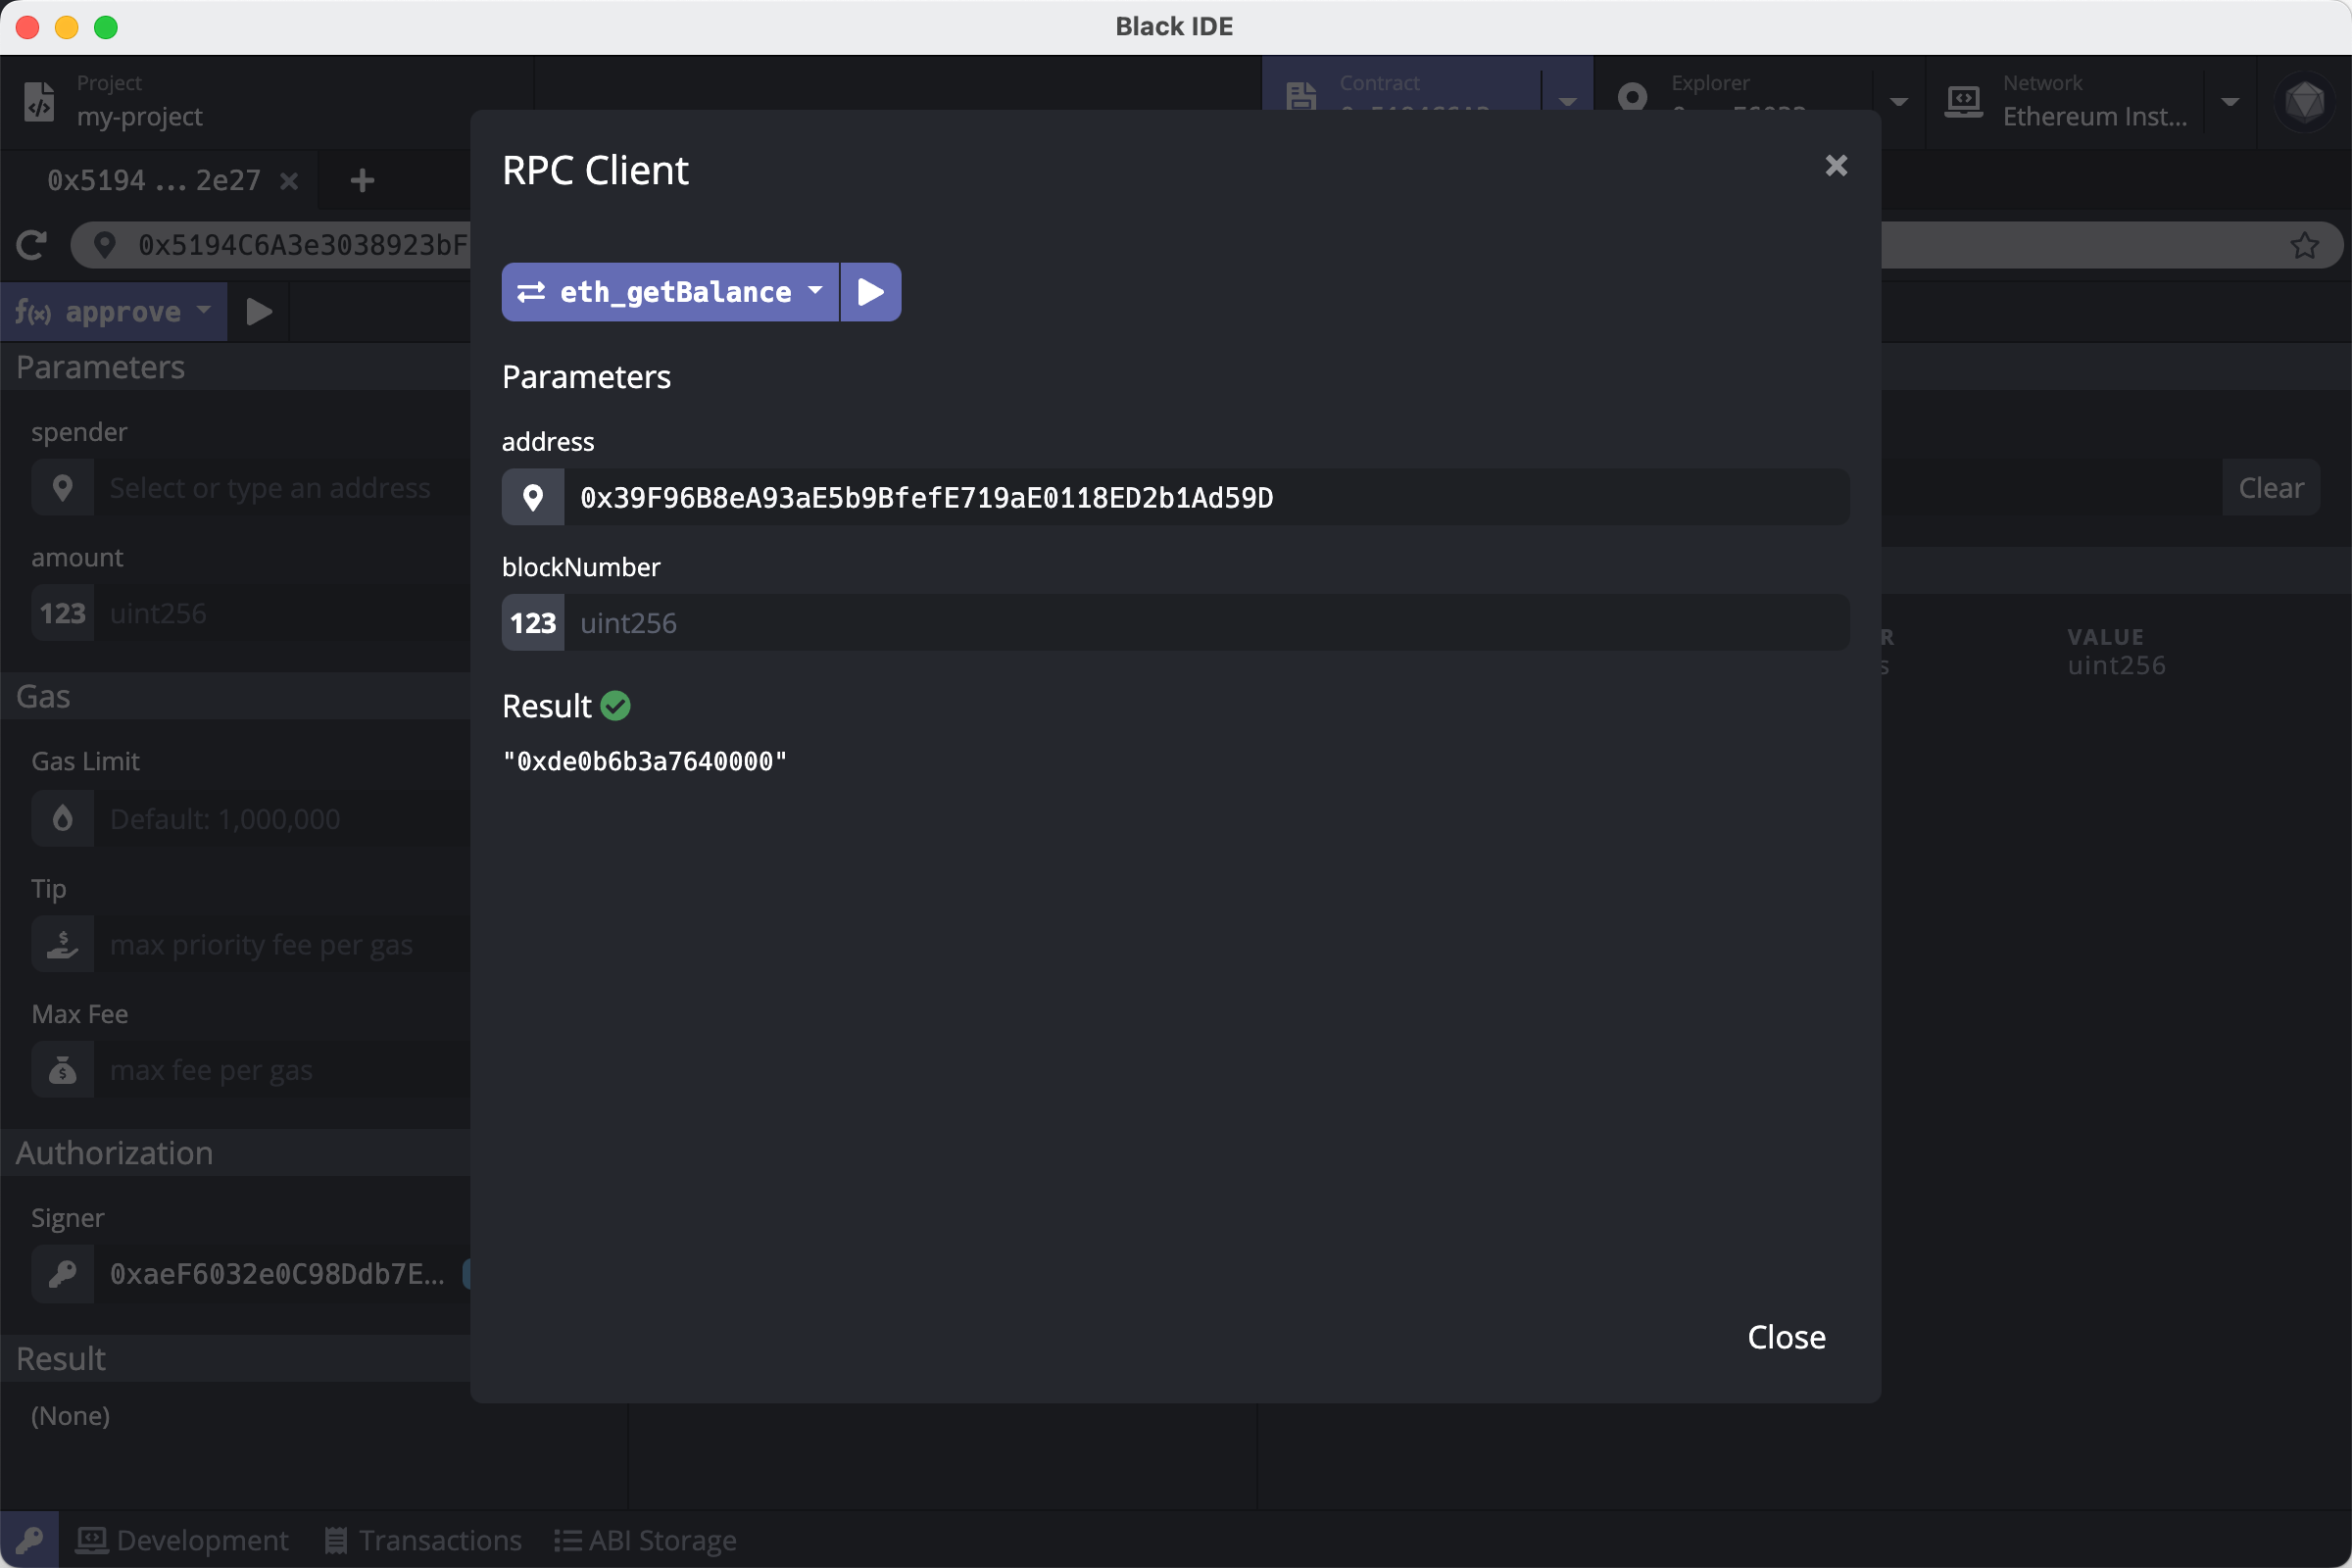 Black IDE
Project
my-project
Contract
Explorer
Network
Ethereum Inst...
0x5194 ... 2e27
0x5194C6A3e3038923bF
approve
Parameters
spender
Select or type an address
amount
123 uint256
Gas
Gas Limit
Default: 1,000,000
Tip
max priority fee per gas
Max Fee
max fee per gas
Authorization
Signer
0xaeF6032e0C98Ddb7E...
Result
(None)
RPC Client
eth_getBalance
Parameters
address
0x39F96B8eA93aE5b9BfefE719aE0118ED2b1Ad59D
blockNumber
123 uint256
Result
"0xde0b6b3a7640000"
Close
Clear
VALUE
uint256
Development
Transactions
ABI Storage